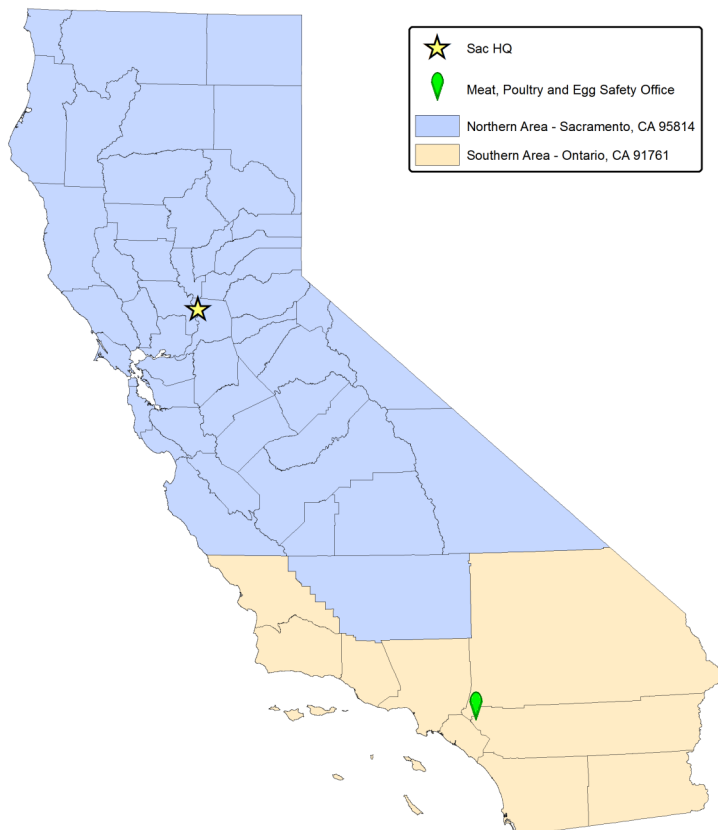 Sac HQ
Meat, Poultry and Egg Safety Office
Northern Area - Sacramento, CA 95814
Southern Area - Ontario, CA 91761